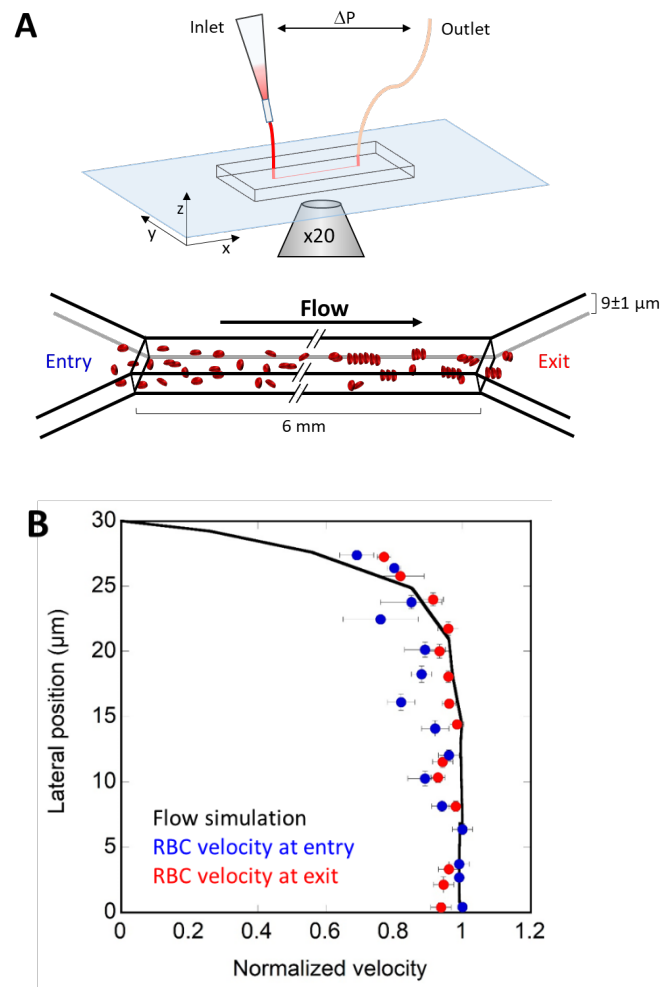 A
Inlet
ΔP
Outlet
z
y
x
x20
Flow
9±1 µm
Entry
Exit
6 mm
B
30
25
20
15
10
5
0
Lateral position (µm)
Flow simulation
RBC velocity at entry
RBC velocity at exit
0 0.2 0.4 0.6 0.8 1 1.2
Normalized velocity